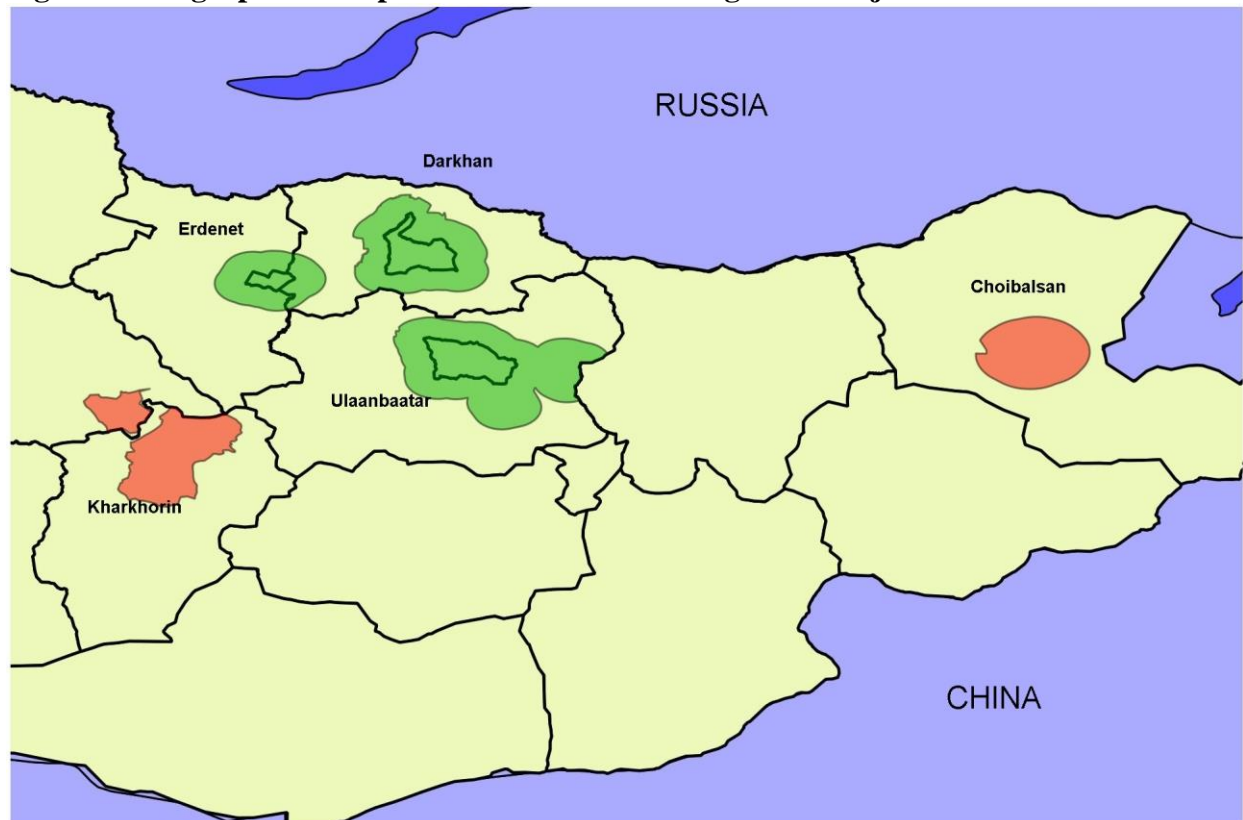 RUSSIA
Darkhan
Erdenet
Choibalsan
Ulaanbaatar
Kharkhorin
CHINA